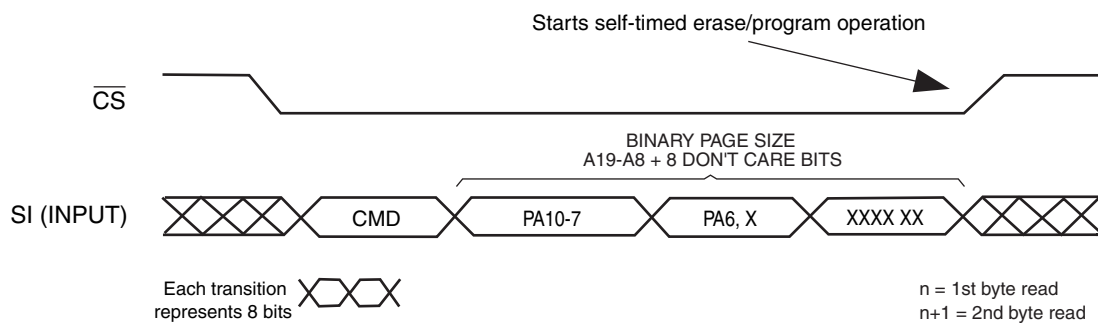 Starts self-timed erase/program operation
CS
BINARY PAGE SIZE
A19-A8 + 8 DON'T CARE BITS
SI (INPUT)
CMD
PA10-7
PA6, X
XXXX XX
Each transition
represents 8 bits
n = 1st byte read
n+1 = 2nd byte read